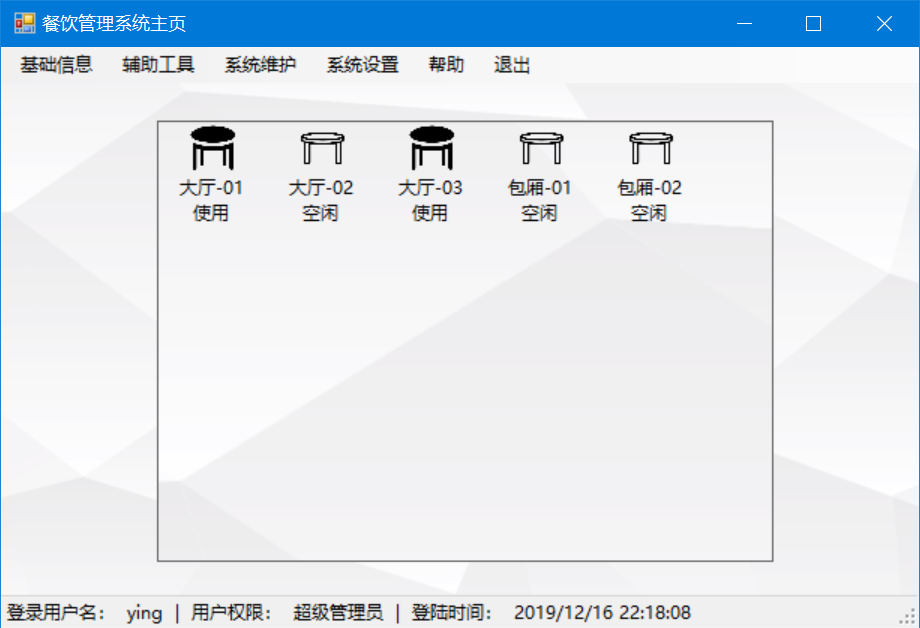 餐饮管理系统主页
基础信息 辅助工具 系统维护 系统设置 帮助 退出
大厅-01 大厅-02 大厅-03 包厢-01 包厢-02
使用 空闲 使用 空闲 空闲
登录用户名： ying | 用户权限： 超级管理员 | 登陆时间： 2019/12/16 22:18:08